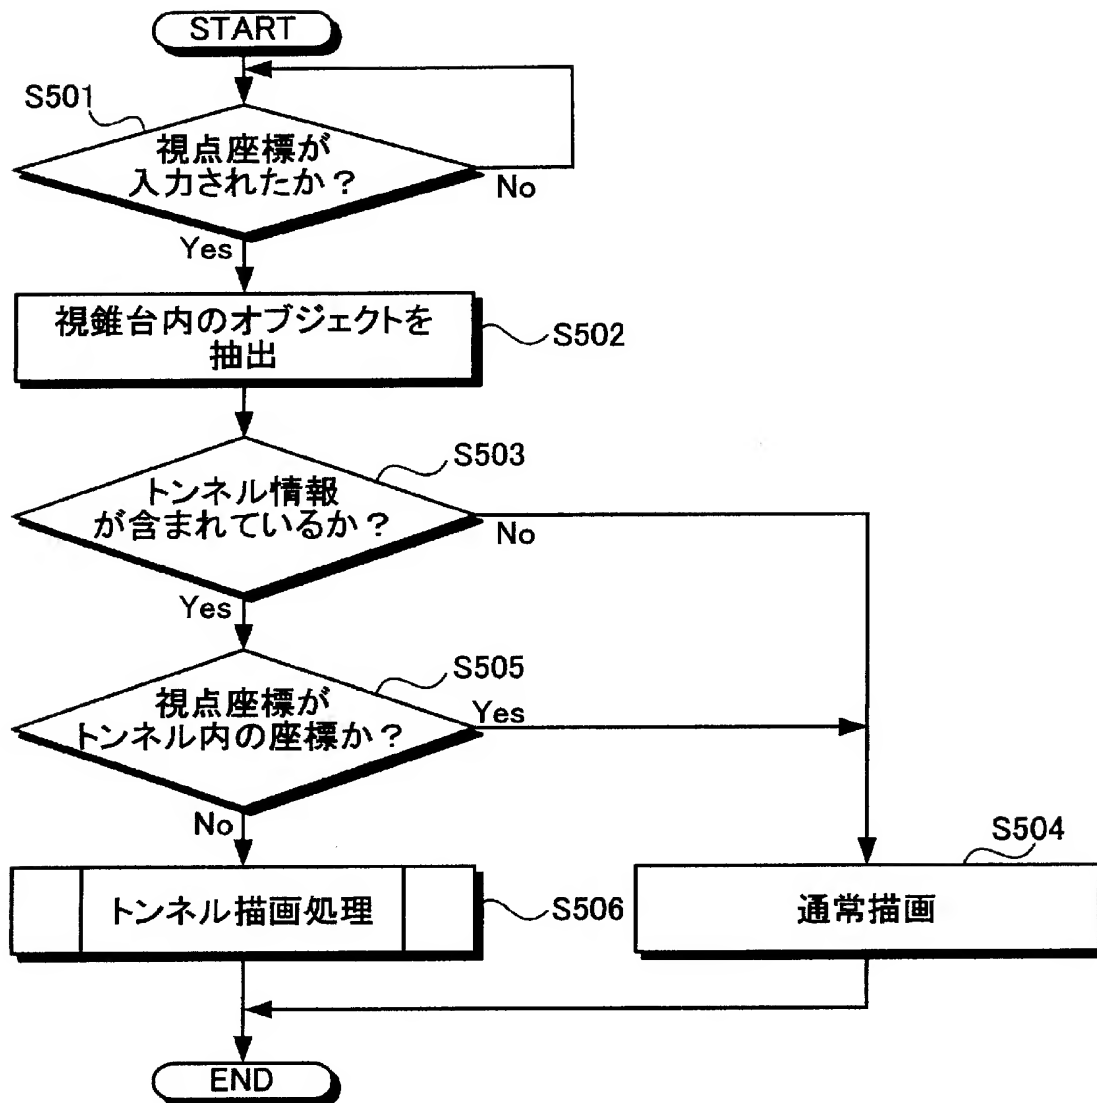 START
S501
視点座標が
入力されたか？
No
Yes
視錐台内のオブジェクトを
抽出
S502
S503
トンネル情報
が含まれているか？
No
Yes
S505
視点座標が
トンネル内の座標か？
Yes
No
S504
トンネル描画処理
S506
通常描画
END